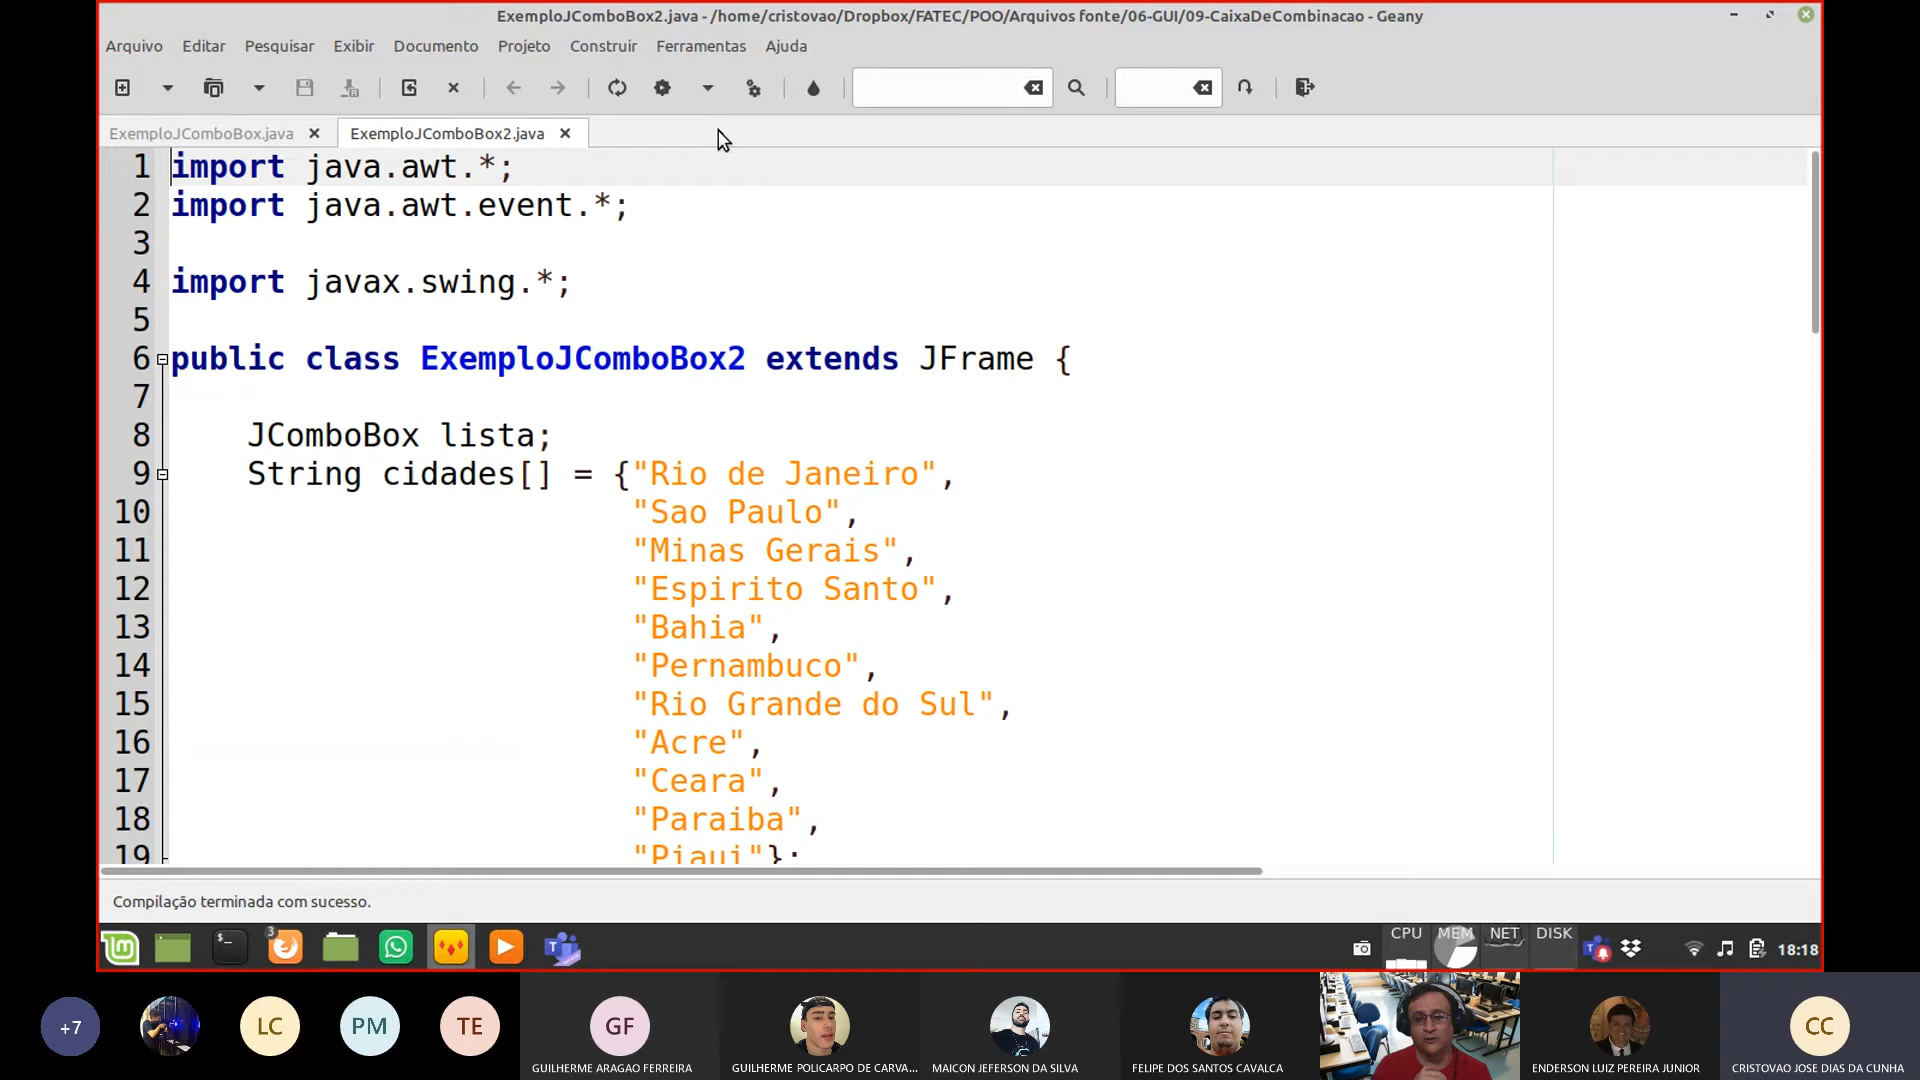 ExemploJComboBox2.java - /home/cristovao/Dropbox/FATEC/POO/Arquivos fonte/06-GUI/09-CaixaDeCombinacao - Geany
Arquivo Editar Pesquisar Exibir Documento Projeto Construir Ferramentas Ajuda
ExemploJComboBox.java ExemploJComboBox2.java
1 import java.awt.*;
2 import java.awt.event.*;
3
4 import javax.swing.*;
5
6 public class ExemploJComboBox2 extends JFrame {
7
8 JComboBox lista;
9 String cidades[] = {"Rio de Janeiro",
10 "Sao Paulo",
11 "Minas Gerais",
12 "Espirito Santo",
13 "Bahia",
14 "Pernambuco",
15 "Rio Grande do Sul",
16 "Acre",
17 "Ceara",
18 "Paraiba",
19 "Piaui"};
Compilação terminada com sucesso.
3
CPU MEM NET DISK
18:18
+7 LC PM TE GF CC
GUILHERME ARAGAO FERREIRA GUILHERME POLICARPO DE CARVA... MAICON JEFERSON DA SILVA FELIPE DOS SANTOS CAVALCA ENDERSON LUIZ PEREIRA JUNIOR CRISTOVAO JOSE DIAS DA CUNHA